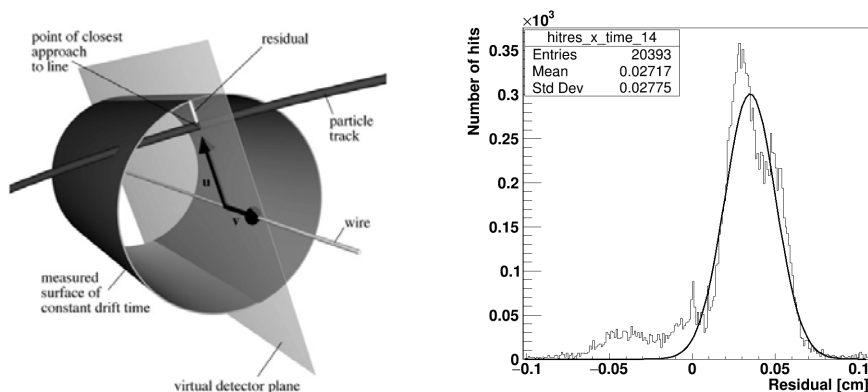 point of closest
approach
to line
residual
particle
track
u
v
wire
measured
surface of
constant drift time
virtual detector plane
×10³
hitres_x_time_14
Entries 20393
Mean 0.02717
Std Dev 0.02775
Number of hits
0.35
0.3
0.25
0.2
0.15
0.1
0.05
0
−0.1 −0.05 0 0.05 0.1
Residual [cm]